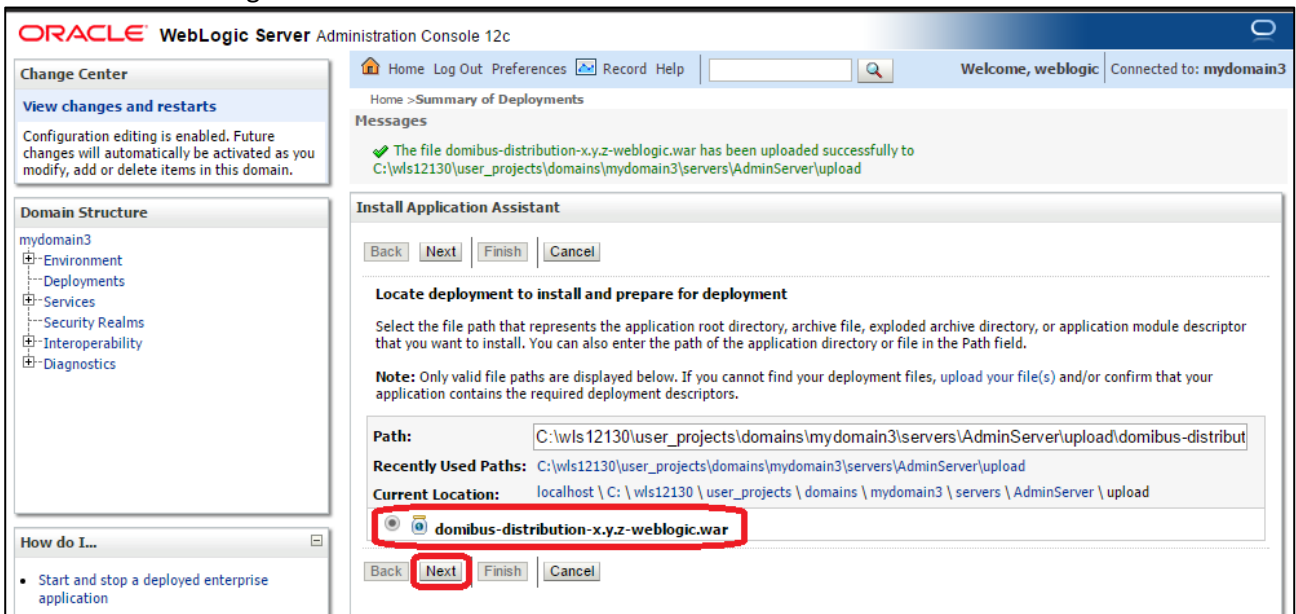 ORACLE WebLogic Server Administration Console 12c
Change Center
View changes and restarts
Configuration editing is enabled. Future
changes will automatically be activated as you
modify, add or delete items in this domain.
Domain Structure
mydomain3
Environment
Deployments
Services
Security Realms
Interoperability
Diagnostics
How do I...
Start and stop a deployed enterprise
application
Home Log Out Preferences Record Help
Welcome, weblogic Connected to: mydomain3
Home >Summary of Deployments
Messages
The file domibus-distribution-x.y.z-weblogic.war has been uploaded successfully to
C:\wls12130\user_projects\domains\mydomain3\servers\AdminServer\upload
Install Application Assistant
Back Next Finish Cancel
Locate deployment to install and prepare for deployment
Select the file path that represents the application root directory, archive file, exploded archive directory, or application module descriptor
that you want to install. You can also enter the path of the application directory or file in the Path field.
Note: Only valid file paths are displayed below. If you cannot find your deployment files, upload your file(s) and/or confirm that your
application contains the required deployment descriptors.
Path: C:\wls12130\user_projects\domains\mydomain3\servers\AdminServer\upload\domibus-distribut
Recently Used Paths: C:\wls12130\user_projects\domains\mydomain3\servers\AdminServer\upload
Current Location: localhost \ C: \ wls12130 \ user_projects \ domains \ mydomain3 \ servers \ AdminServer \ upload
domibus-distribution-x.y.z-weblogic.war
Back Next Finish Cancel